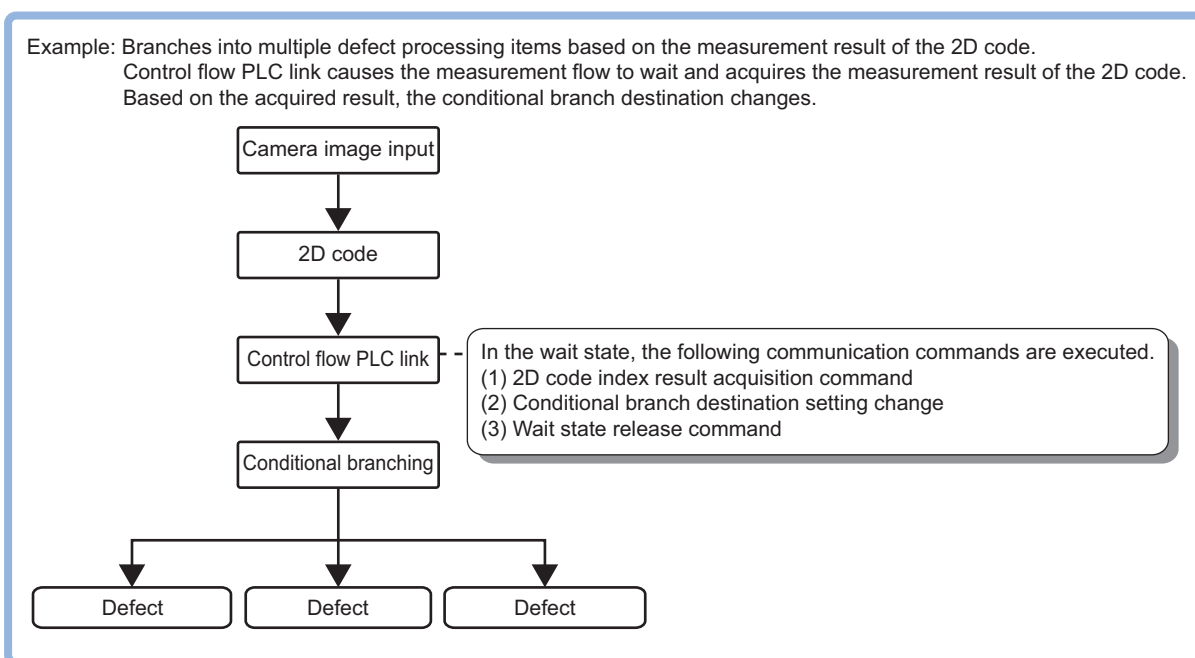 Example: Branches into multiple defect processing items based on the measurement result of the 2D code.
Control flow PLC link causes the measurement flow to wait and acquires the measurement result of the 2D code.
Based on the acquired result, the conditional branch destination changes.
Camera image input
2D code
Control flow PLC link
In the wait state, the following communication commands are executed.
(1) 2D code index result acquisition command
(2) Conditional branch destination setting change
(3) Wait state release command
Conditional branching
Defect
Defect
Defect